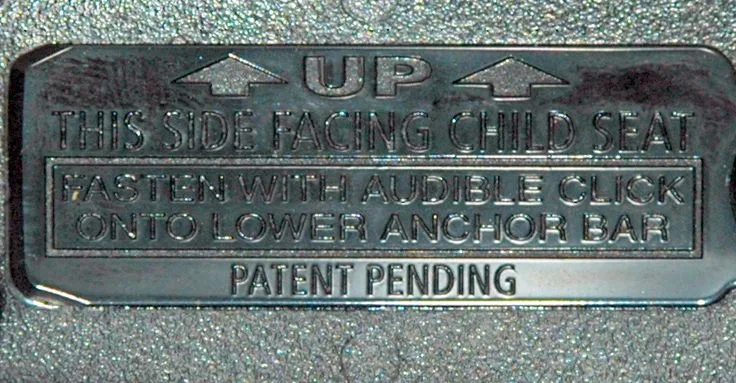 UP
THIS SIDE FACING CHILD SEAT
FASTEN WITH AUDIBLE CLICK
ONTO LOWER ANCHOR BAR
PATENT PENDING